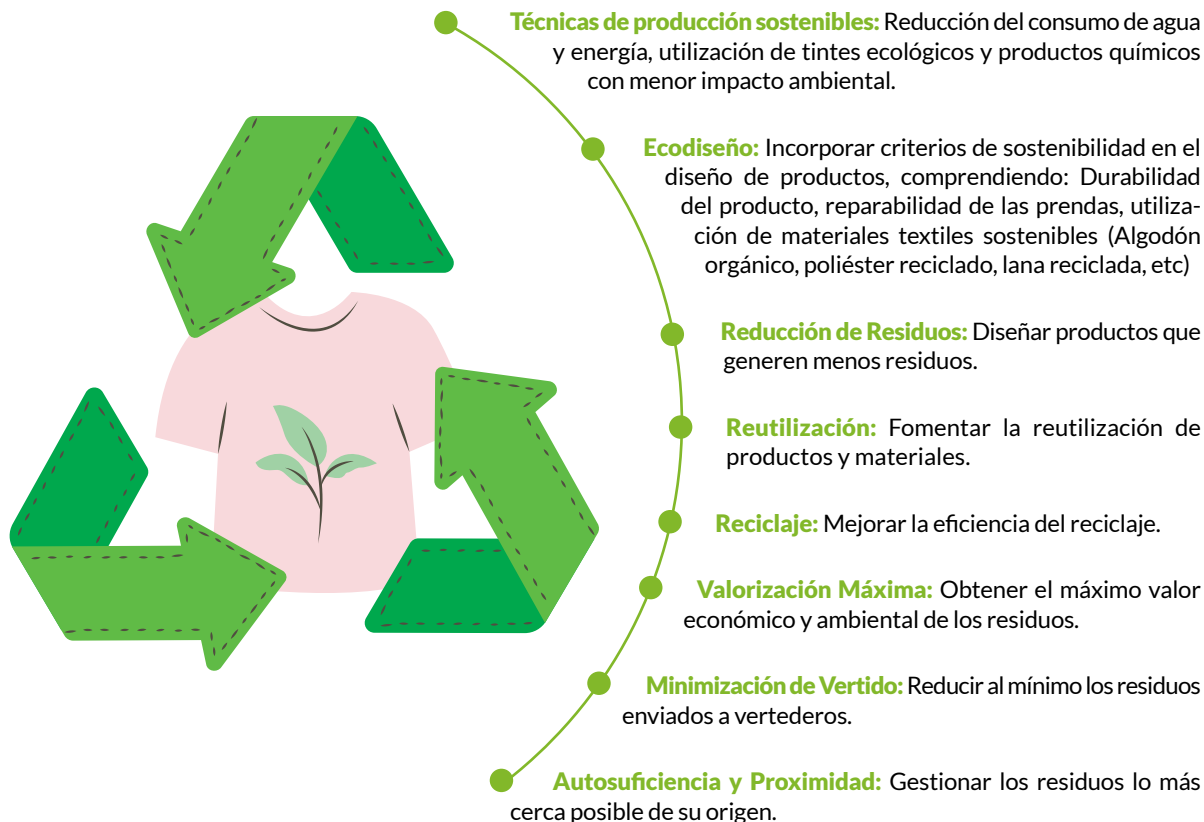 Técnicas de producción sostenibles: Reducción del consumo de agua
y energía, utilización de tintes ecológicos y productos químicos
con menor impacto ambiental.
Ecodiseño: Incorporar criterios de sostenibilidad en el
diseño de productos, comprendiendo: Durabilidad
del producto, reparabilidad de las prendas, utiliza-
ción de materiales textiles sostenibles (Algodón
orgánico, poliéster reciclado, lana reciclada, etc)
Reducción de Residuos: Diseñar productos que
generen menos residuos.
Reutilización: Fomentar la reutilización de
productos y materiales.
Reciclaje: Mejorar la eficiencia del reciclaje.
Valorización Máxima: Obtener el máximo valor
económico y ambiental de los residuos.
Minimización de Vertido: Reducir al mínimo los residuos
enviados a vertederos.
Autosuficiencia y Proximidad: Gestionar los residuos lo más
cerca posible de su origen.